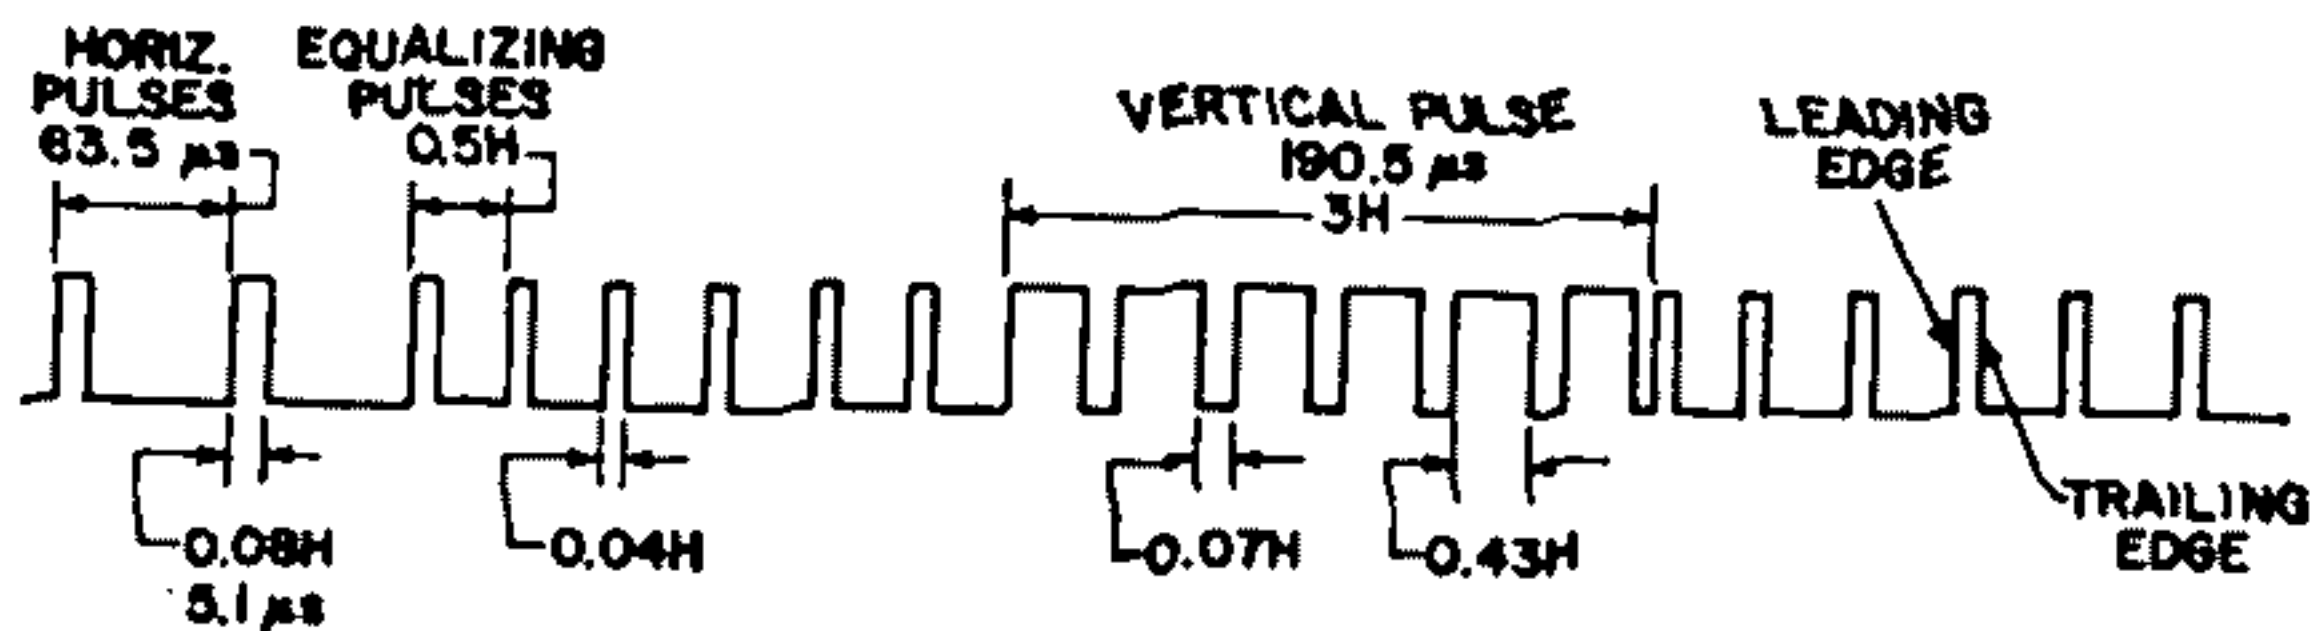 HORIZ.
PULSES
63.5 µs
EQUALIZING
PULSES
0.5H
VERTICAL PULSE
190.5 µs
3H
LEADING
EDGE
0.08H
5.1 µs
0.04H
0.07H
0.43H
TRAILING
EDGE